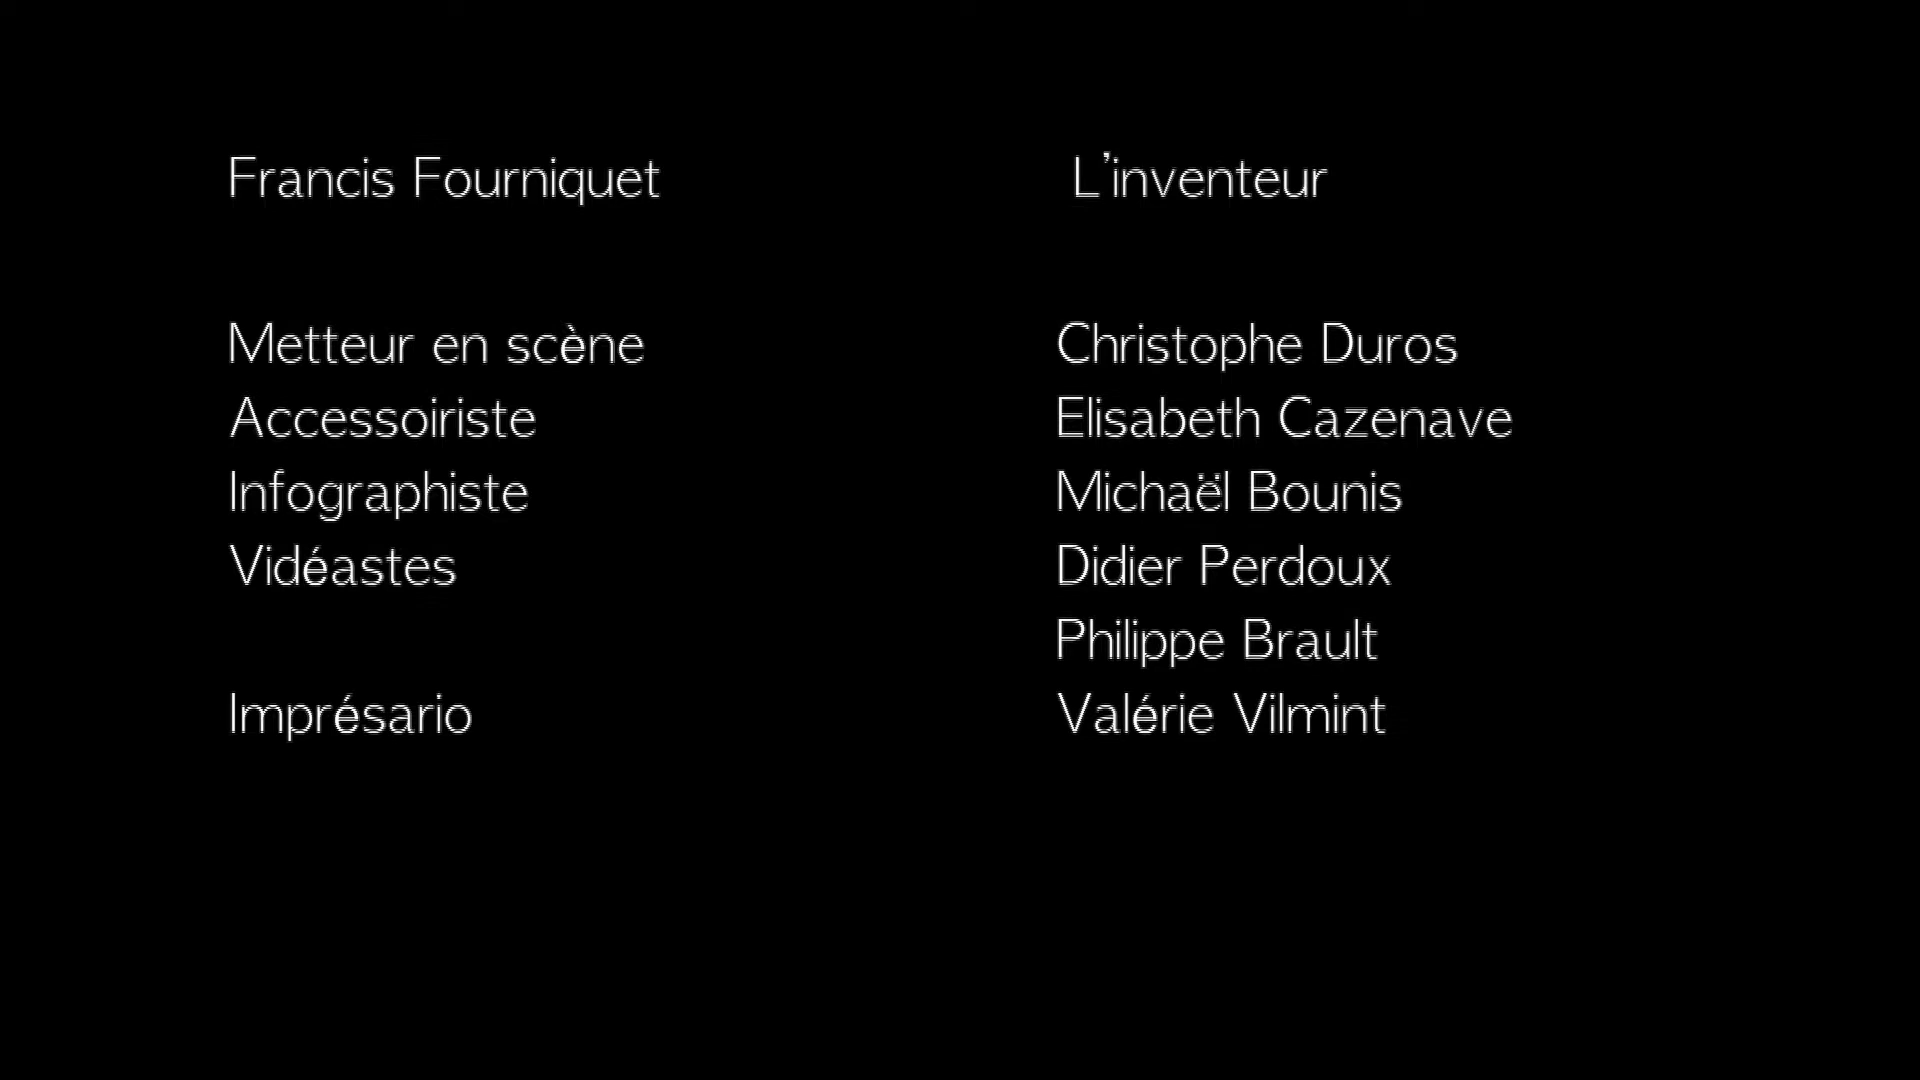 Francis Fourniquet L'inventeur
Metteur en scène Christophe Duros
Accessoiriste Elisabeth Cazenave
Infographiste Michaël Bounis
Vidéastes Didier Perdoux
Philippe Brault
Imprésario Valérie Vilmint